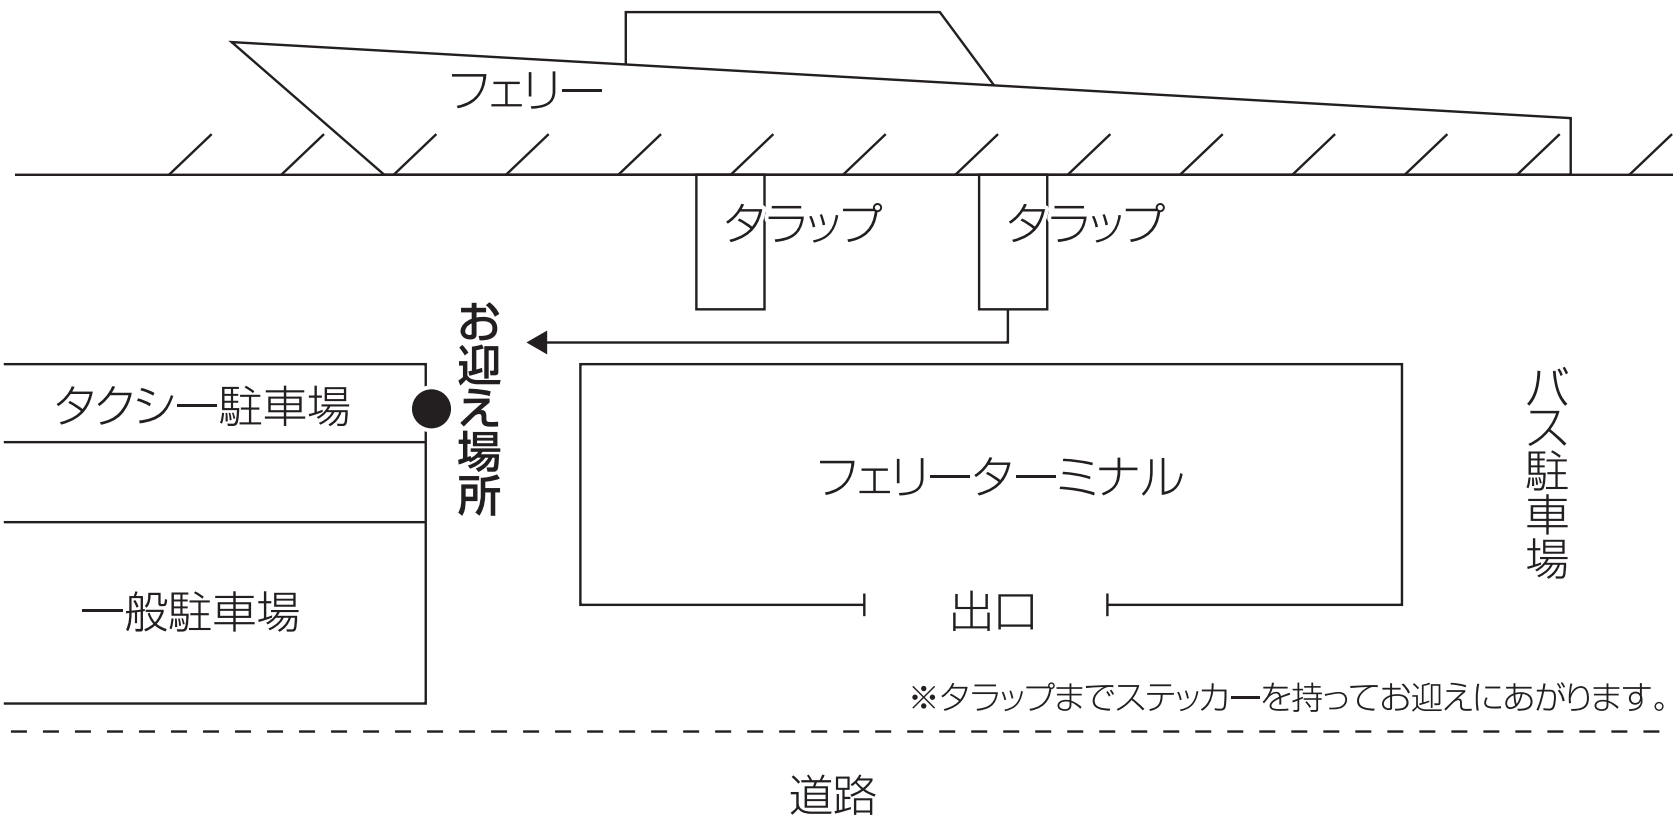 フェリー
タラップ
タラップ
お迎え場所
タクシー駐車場
フェリーターミナル
バス駐車場
一般駐車場
出口
※タラップまでステッカーを持ってお迎えにあがります。
道路